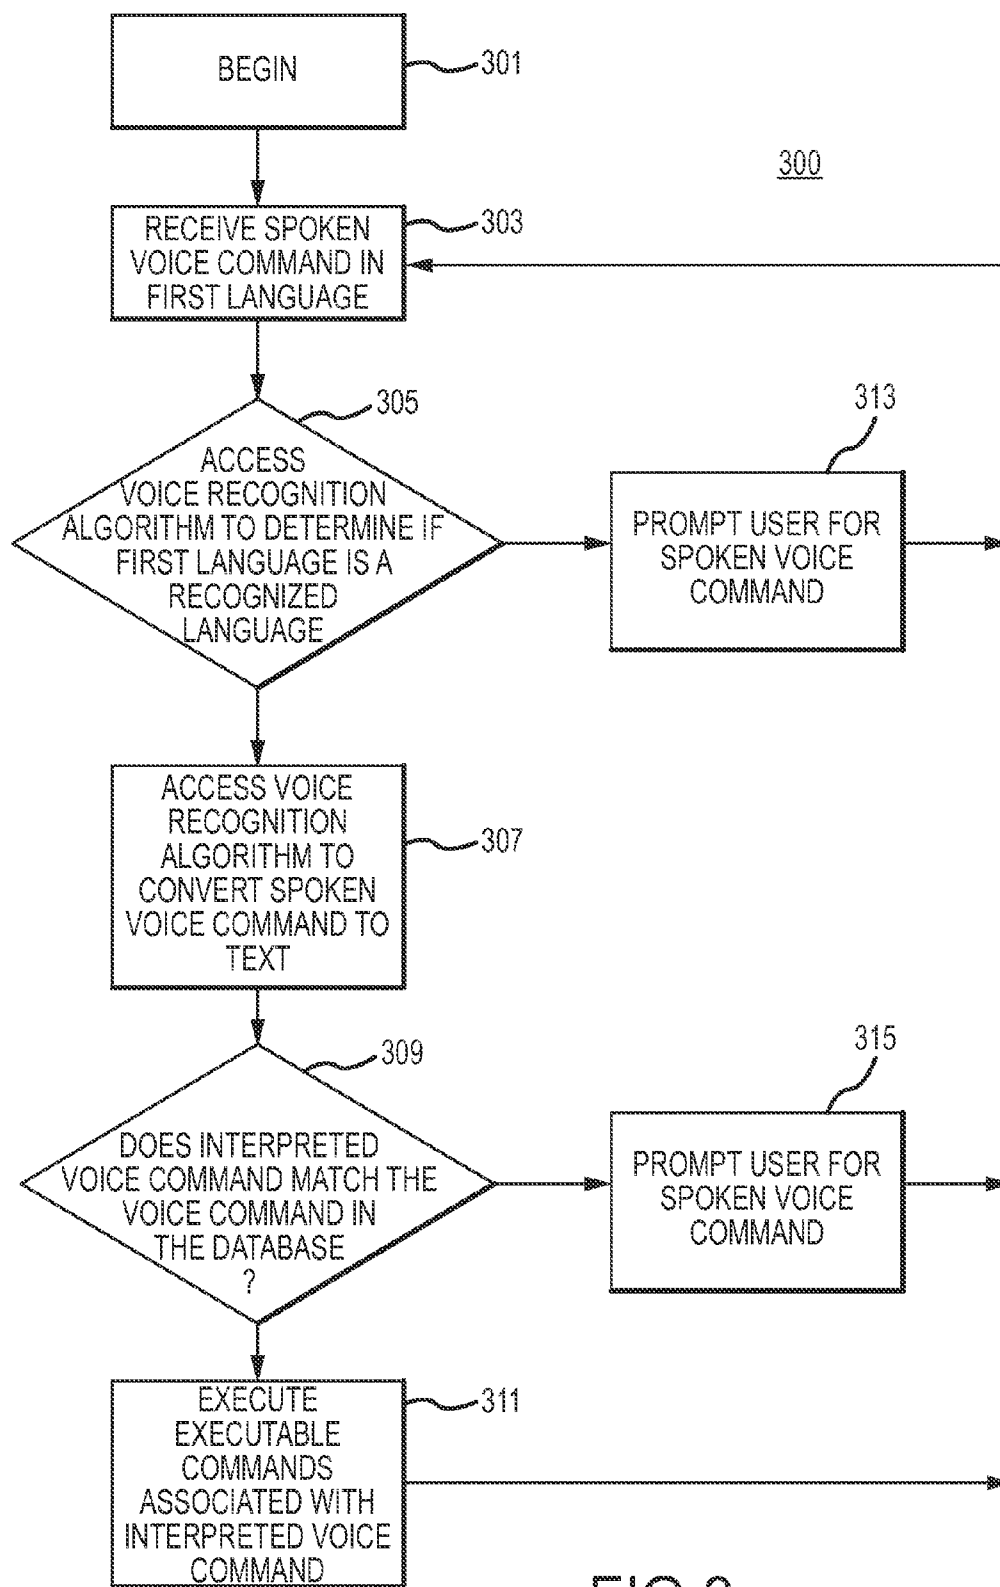 BEGIN
301
300
RECEIVE SPOKEN
VOICE COMMAND IN
FIRST LANGUAGE
303
305
ACCESS
VOICE RECOGNITION
ALGORITHM TO DETERMINE IF
FIRST LANGUAGE IS A
RECOGNIZED
LANGUAGE
313
PROMPT USER FOR
SPOKEN VOICE
COMMAND
ACCESS VOICE
RECOGNITION
ALGORITHM TO
CONVERT SPOKEN
VOICE COMMAND TO
TEXT
307
309
DOES INTERPRETED
VOICE COMMAND MATCH THE
VOICE COMMAND IN
THE DATABASE
?
315
PROMPT USER FOR
SPOKEN VOICE
COMMAND
EXECUTE
EXECUTABLE
COMMANDS
ASSOCIATED WITH
INTERPRETED VOICE
COMMAND
311